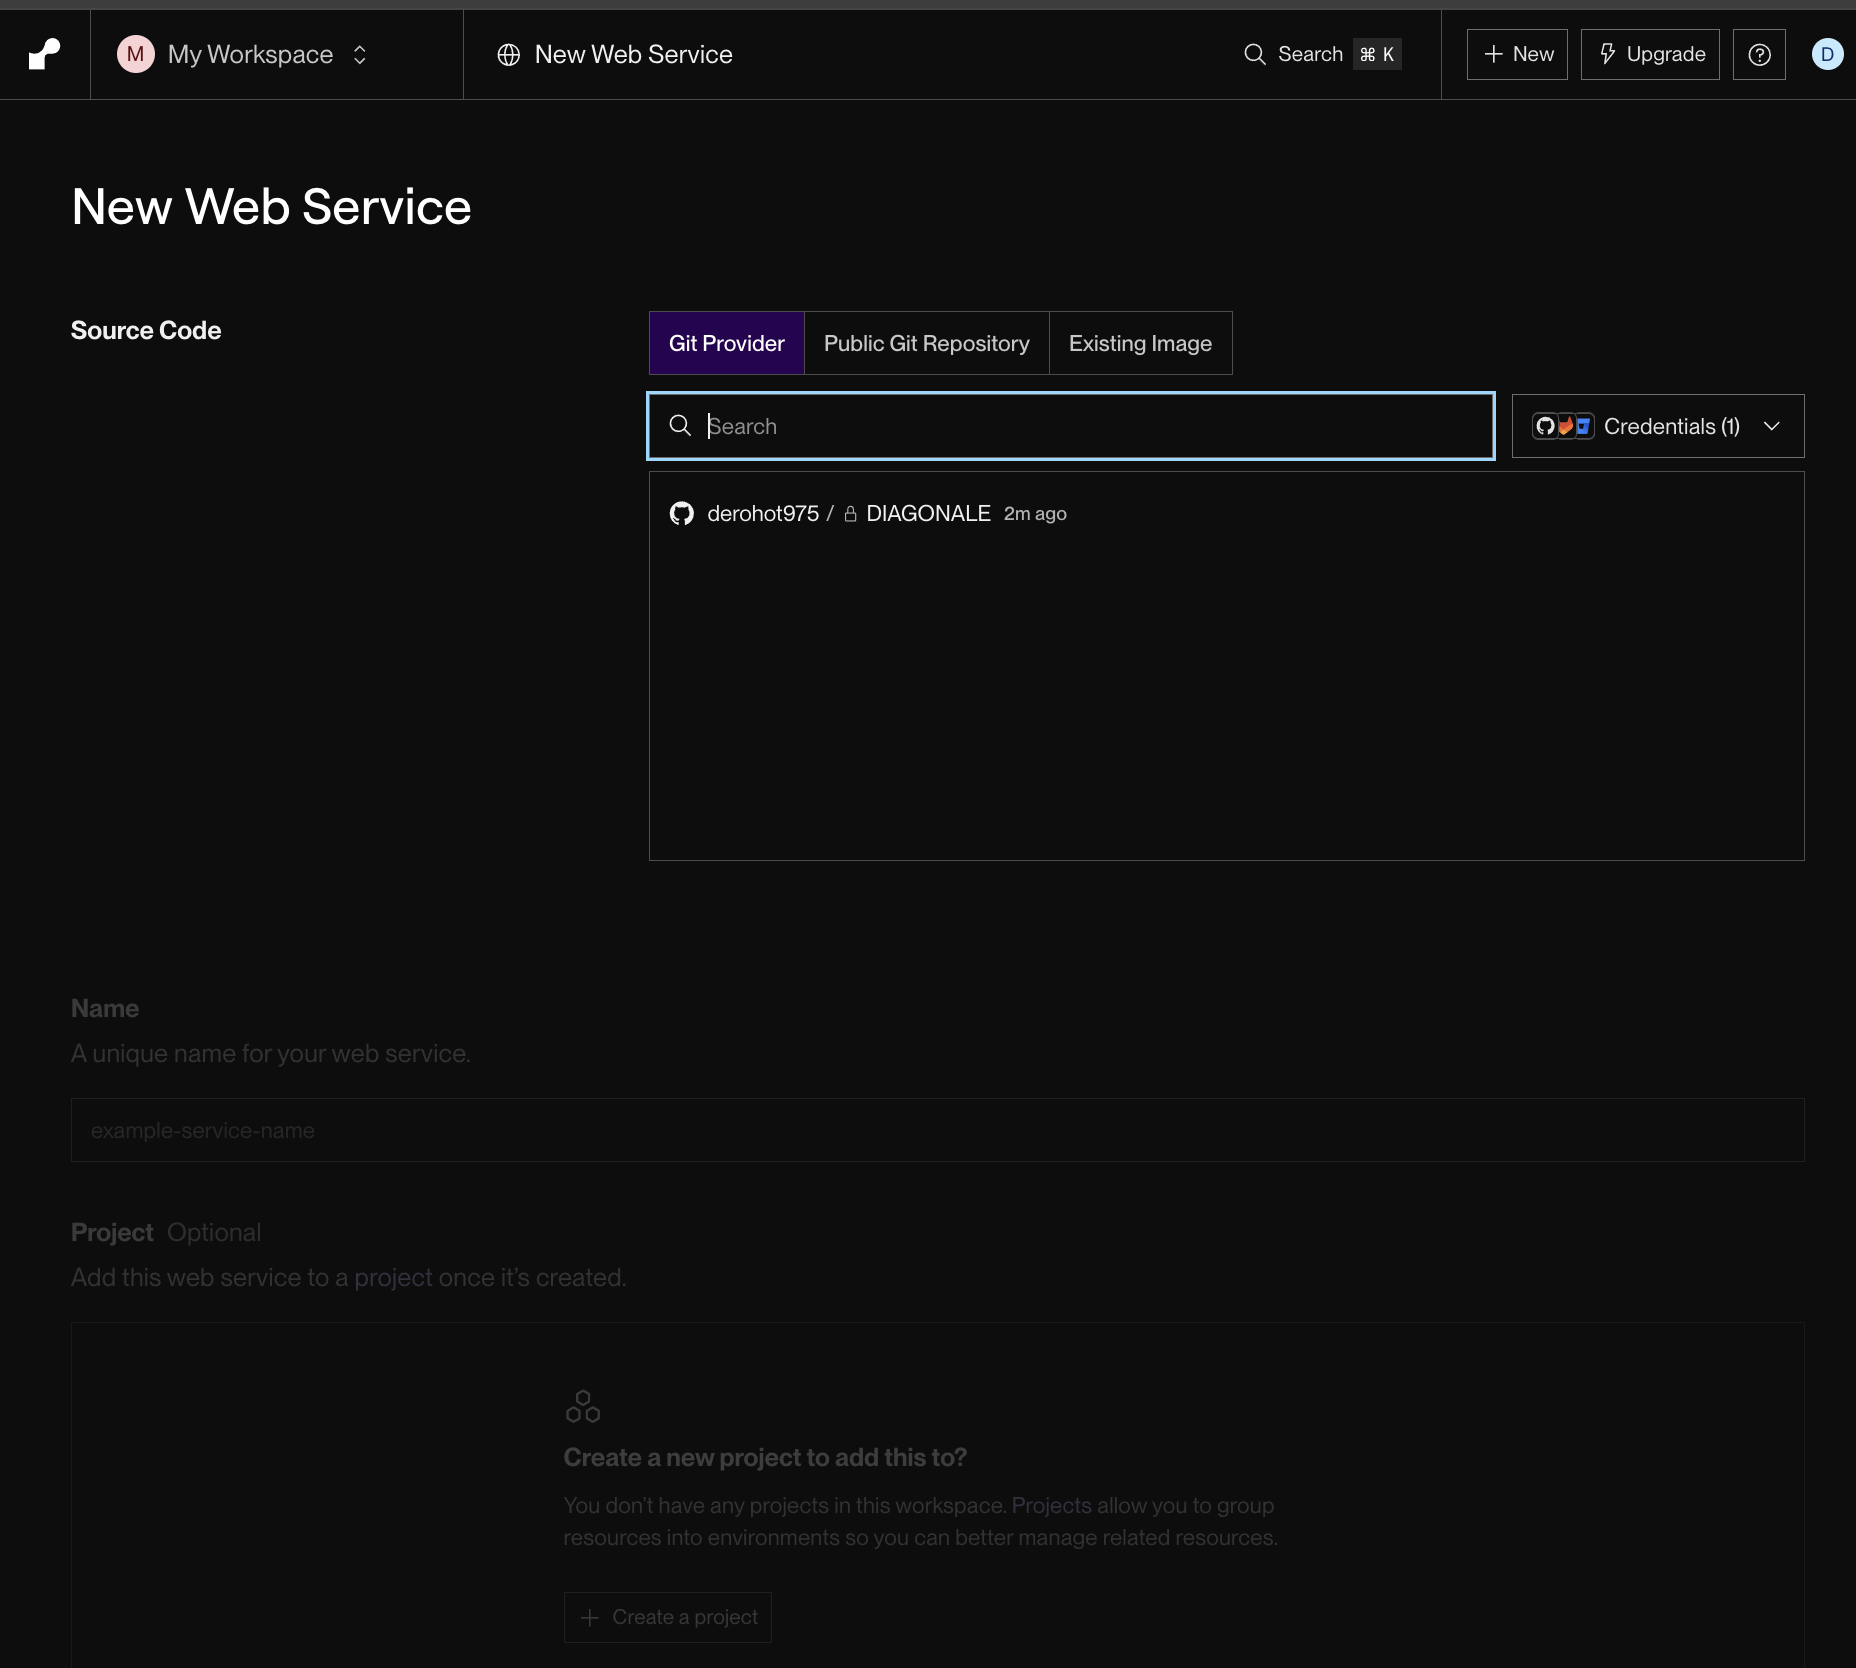 M My Workspace New Web Service Search ⌘ K + New Upgrade ? D
New Web Service
Source Code
Git Provider Public Git Repository Existing Image
Search Credentials (1)
derohot975 / DIAGONALE 2m ago
Name
A unique name for your web service.
example-service-name
Project Optional
Add this web service to a project once it’s created.
Create a new project to add this to?
You don’t have any projects in this workspace. Projects allow you to group
resources into environments so you can better manage related resources.
+ Create a project